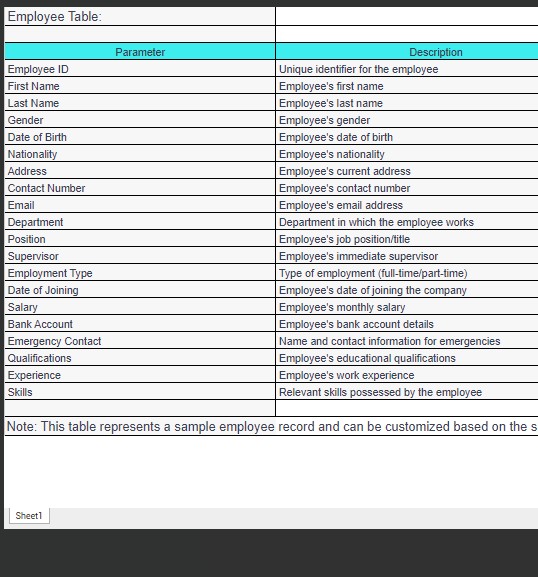 Employee Table:
Parameter Description
Employee ID Unique identifier for the employee
First Name Employee's first name
Last Name Employee's last name
Gender Employee's gender
Date of Birth Employee's date of birth
Nationality Employee's nationality
Address Employee's current address
Contact Number Employee's contact number
Email Employee's email address
Department Department in which the employee works
Position Employee's job position/title
Supervisor Employee's immediate supervisor
Employment Type Type of employment (full-time/part-time)
Date of Joining Employee's date of joining the company
Salary Employee's monthly salary
Bank Account Employee's bank account details
Emergency Contact Name and contact information for emergencies
Qualifications Employee's educational qualifications
Experience Employee's work experience
Skills Relevant skills possessed by the employee
Note: This table represents a sample employee record and can be customized based on the s
Sheet1